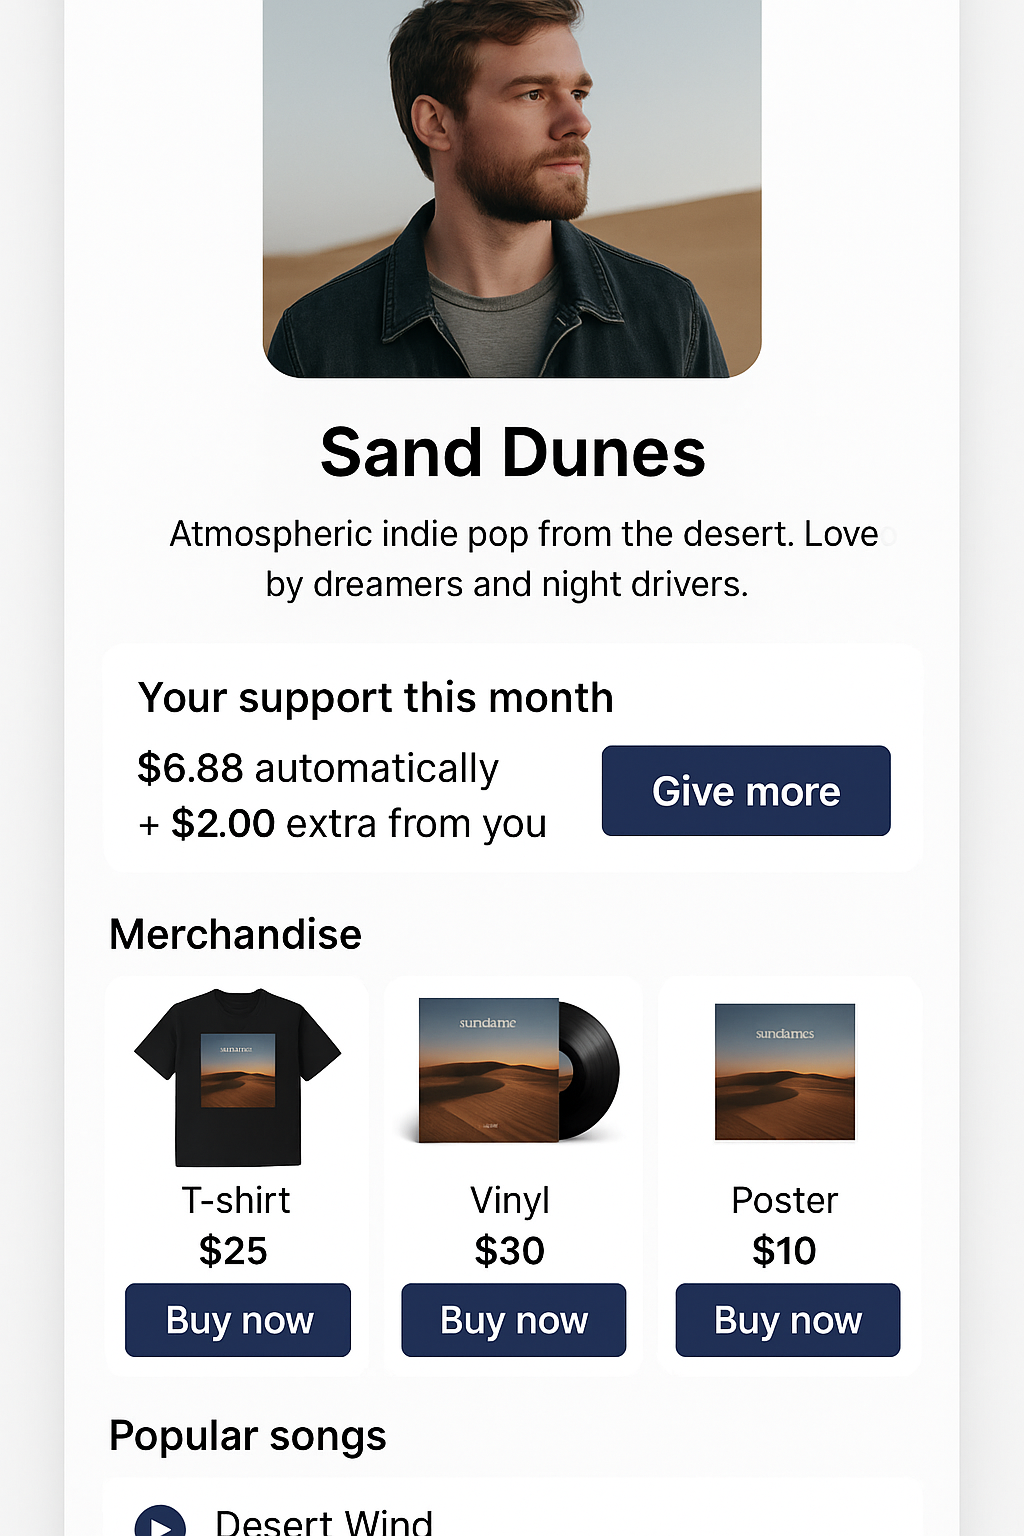 Sand Dunes
Atmospheric indie pop from the desert. Love
by dreamers and night drivers.
Your support this month
$6.88 automatically
+ $2.00 extra from you
Give more
Merchandise
sundame
sundames
T-shirt
Vinyl
Poster
$25
$30
$10
Buy now
Buy now
Buy now
Popular songs
Desert Wind